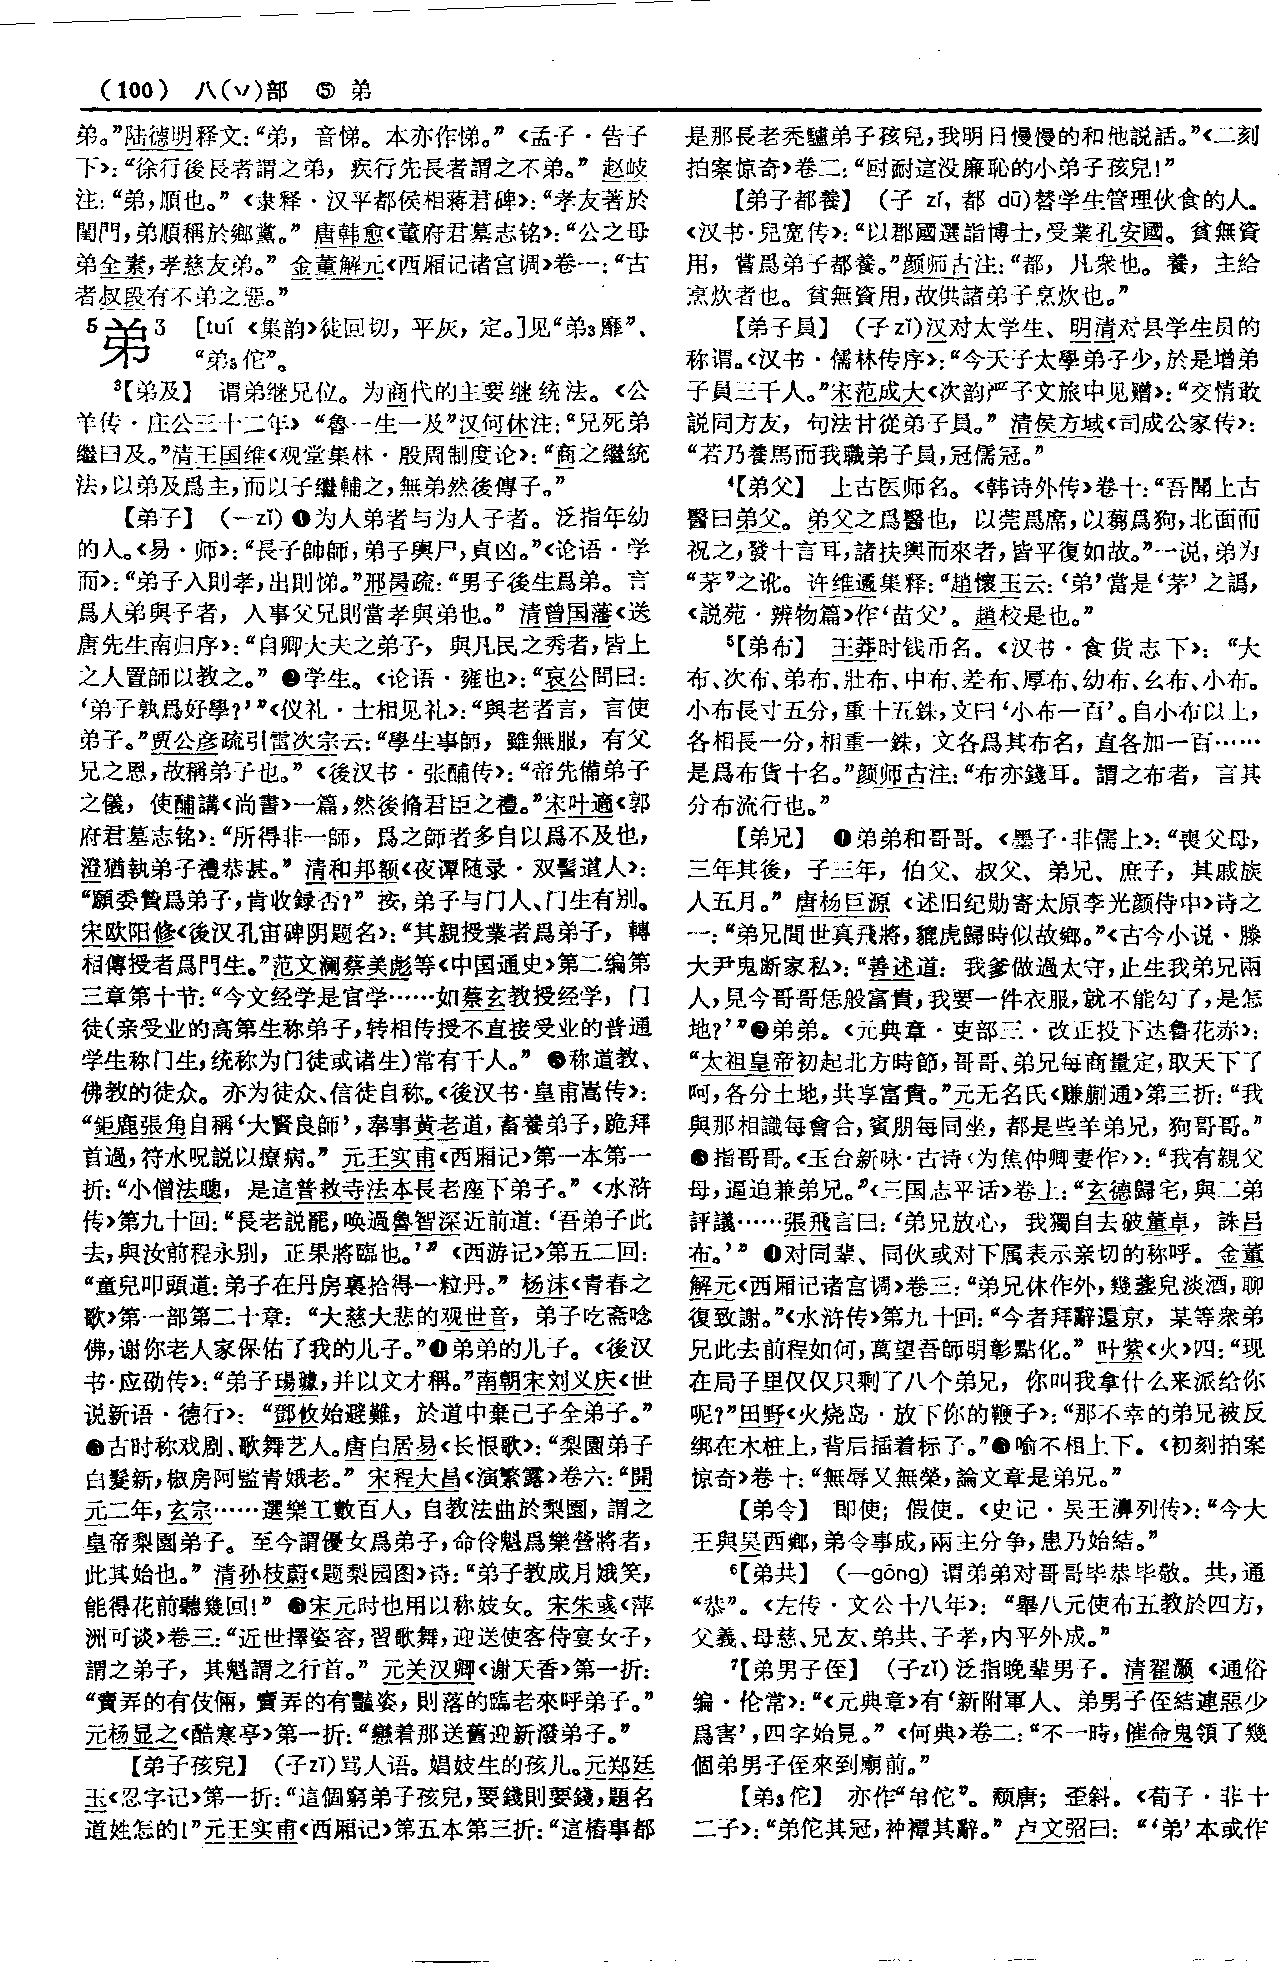 (100) 八(丷)部 ⑤ 弟
弟。”陆德明释文:“弟，音悌。本亦作悌。”《孟子·告子
下》:“徐行後長者謂之弟，疾行先長者謂之不弟。” 赵岐
注:“弟，順也。”《隶释·汉平都侯相蒋君碑》:“孝友著於
閨門，弟順稱於鄉黨。” 唐韩愈《董府君墓志铭》:“公之母
弟全素，孝慈友弟。” 金董解元《西厢记诸宫调》卷一:“古
者叔段有不弟之惡。”
5弟3 [tuí《集韵》徒回切，平灰，定。]见“弟3靡”、
“弟3佗”。
3【弟及】 谓弟继兄位。为商代的主要继统法。《公
羊传·庄公三十二年》“魯一生一及”汉何休注:“兄死弟
繼曰及。”清王国维《观堂集林·殷周制度论》:“商之繼統
法，以弟及爲主，而以子繼輔之，無弟然後傳子。”
【弟子】 (一zǐ) ❶为人弟者与为人子者。泛指年幼
的人。《易·师》:“長子帥師，弟子輿尸，貞凶。”《论语·学
而》:“弟子入則孝，出則悌。”邢昺疏:“男子後生爲弟。言
爲人弟與子者，入事父兄則當孝與弟也。” 清曾国藩《送
唐先生南归序》:“自卿大夫之弟子，與凡民之秀者，皆上
之人置師以教之。” ❷学生。《论语·雍也》:“哀公問曰:
‘弟子孰爲好學？’”《仪礼·士相见礼》:“與老者言，言使
弟子。”贾公彦疏引雷次宗云:“學生事師，雖無服，有父
兄之恩，故稱弟子也。”《後汉书·张酺传》:“帝先備弟子
之儀，使酺講《尚書》一篇，然後脩君臣之禮。”宋叶適《郭
府君墓志铭》:“所得非一師，爲之師者多自以爲不及也，
澄猶執弟子禮恭甚。” 清和邦额《夜谭随录·双髻道人》:
“願委贄爲弟子，肯收録否？” 按，弟子与门人、门生有别。
宋欧阳修《後汉孔宙碑阴题名》:“其親授業者爲弟子，轉
相傳授者爲門生。”范文澜蔡美彪等《中国通史》第二编第
三章第十节:“今文经学是官学……如蔡玄教授经学，门
徒(亲受业的高第生称弟子，转相传授不直接受业的普通
学生称门生，统称为门徒或诸生)常有千人。” ❸称道教、
佛教的徒众。亦为徒众、信徒自称。《後汉书·皇甫嵩传》:
“鉅鹿張角自稱‘大賢良師’，奉事黄老道，畜養弟子，跪拜
首過，符水呪説以療病。” 元王实甫《西厢记》第一本第一
折:“小僧法聰，是這普救寺法本長老座下弟子。”《水浒
传》第九十回:“長老説罷，唤過魯智深近前道:‘吾弟子此
去，與汝前程永别，正果將臨也。’”《西游记》第五二回:
“童兒叩頭道:弟子在丹房裏拾得一粒丹。” 杨沫《青春之
歌》第一部第二十章:“大慈大悲的观世音，弟子吃斋唸
佛，谢你老人家保佑了我的儿子。”❹弟弟的儿子。《後汉
书·应劭传》:“弟子瑒璩，并以文才稱。”南朝宋刘义庆《世
说新语·德行》:“鄧攸始避難，於道中棄己子全弟子。”
❺古时称戏剧、歌舞艺人。唐白居易《长恨歌》:“梨園弟子
白髮新，椒房阿監青娥老。” 宋程大昌《演繁露》卷六:“開
元二年，玄宗……選樂工數百人，自教法曲於梨園，謂之
皇帝梨園弟子。至今謂優女爲弟子，命伶魁爲樂營將者，
此其始也。” 清孙枝蔚《题梨园图》诗:“弟子教成月娥笑，
能得花前聽幾回！” ❻宋元时也用以称妓女。宋朱彧《萍
洲可谈》卷三:“近世擇姿容，習歌舞，迎送使客侍宴女子，
謂之弟子，其魁謂之行首。” 元关汉卿《谢天香》第一折:
“賣弄的有伎倆，賣弄的有豔姿，則落的臨老來呼弟子。”
元杨显之《酷寒亭》第一折:“戀着那送舊迎新潑弟子。”
【弟子孩兒】 (子zǐ)骂人语。娼妓生的孩儿。元郑廷
玉《忍字记》第一折:“這個窮弟子孩兒，要錢則要錢，題名
道姓怎的！”元王实甫《西厢记》第五本第三折:“這樁事都
是那長老禿驢弟子孩兒，我明日慢慢的和他説話。”《二刻
拍案惊奇》卷二:“叵耐這没廉恥的小弟子孩兒！”
【弟子都養】 (子 zǐ，都 dū)替学生管理伙食的人。
《汉书·兒宽传》:“以郡國選詣博士，受業孔安國。貧無資
用，嘗爲弟子都養。”颜师古注:“都，凡衆也。養，主給
烹炊者也。貧無資用，故供諸弟子烹炊也。”
【弟子員】 (子zǐ)汉对太学生、明清对县学生员的
称谓。《汉书·儒林传序》:“今天子太學弟子少，於是增弟
子員三千人。”宋范成大《次韵严子文旅中见赠》:“交情敢
説同方友，句法甘從弟子員。” 清侯方域《司成公家传》:
“若乃養馬而我職弟子員，冠儒冠。”
4【弟父】 上古医师名。《韩诗外传》卷十:“吾聞上古
醫曰弟父。弟父之爲醫也，以莞爲席，以芻爲狗，北面而
祝之，發十言耳，諸扶輿而來者，皆平復如故。”一说，弟为
“茅”之讹。许维遹集释:“趙懷玉云:‘弟’當是‘茅’之譌，
《説苑·辨物篇》作‘苗父’。趙校是也。”
5【弟布】 王莽时钱币名。《汉书·食货志下》:“大
布、次布、弟布、壯布、中布、差布、厚布、幼布、幺布、小布。
小布長寸五分，重十五銖，文曰‘小布一百’。自小布以上，
各相長一分，相重一銖，文各爲其布名，直各加一百……
是爲布貨十名。”颜师古注:“布亦錢耳。謂之布者，言其
分布流行也。”
【弟兄】 ❶弟弟和哥哥。《墨子·非儒上》:“喪父母，
三年其後，子三年，伯父、叔父、弟兄、庶子，其戚族
人五月。” 唐杨巨源《述旧纪勋寄太原李光颜侍中》诗之
一:“弟兄間世真飛將，貔虎歸時似故鄉。”《古今小说·滕
大尹鬼断家私》:“善述道:我爹做過太守，止生我弟兄兩
人，見今哥哥恁般富貴，我要一件衣服，就不能勾了，是怎
地？’”❷弟弟。《元典章·吏部三·改正投下达鲁花赤》:
“太祖皇帝初起北方時節，哥哥、弟兄每商量定，取天下了
呵，各分土地，共享富貴。”元无名氏《赚蒯通》第三折:“我
與那相識每會合，賓朋每同坐，都是些羊弟兄，狗哥哥。”
❸指哥哥。《玉台新咏·古诗〈为焦仲卿妻作〉》:“我有親父
母，逼迫兼弟兄。”《三国志平话》卷上:“玄德歸宅，與二弟
評議……張飛言曰:‘弟兄放心，我獨自去破董卓，誅吕
布。’” ❹对同辈、同伙或对下属表示亲切的称呼。金董
解元《西厢记诸宫调》卷三:“弟兄休作外，幾盞兒淡酒，聊
復致謝。”《水浒传》第九十回:“今者拜辭還京，某等衆弟
兄此去前程如何，萬望吾師明彰點化。” 叶紫《火》四:“现
在局子里仅仅只剩了八个弟兄，你叫我拿什么来派给你
呢？”田野《火烧岛·放下你的鞭子》:“那不幸的弟兄被反
绑在木桩上，背后插着标了。”❺喻不相上下。《初刻拍案
惊奇》卷十:“無辱又無榮，論文章是弟兄。”
【弟令】 即使；假使。《史记·吴王濞列传》:“今大
王與吴西鄉，弟令事成，兩主分争，患乃始結。”
6【弟共】 (一gōng) 谓弟弟对哥哥毕恭毕敬。共，通
“恭”。《左传·文公十八年》:“舉八元使布五教於四方，
父義、母慈、兄友、弟共、子孝，内平外成。”
7【弟男子侄】 (子zǐ)泛指晚辈男子。清翟灏《通俗
编·伦常》:“《元典章》有‘新附軍人、弟男子侄結連惡少
爲害’，四字始見。”《何典》卷二:“不一時，催命鬼領了幾
個弟男子侄來到廟前。”
【弟3佗】 亦作“弚佗”。颓唐；歪斜。《荀子·非十
二子》:“弟佗其冠，衶禫其辭。” 卢文弨曰:“‘弟’本或作